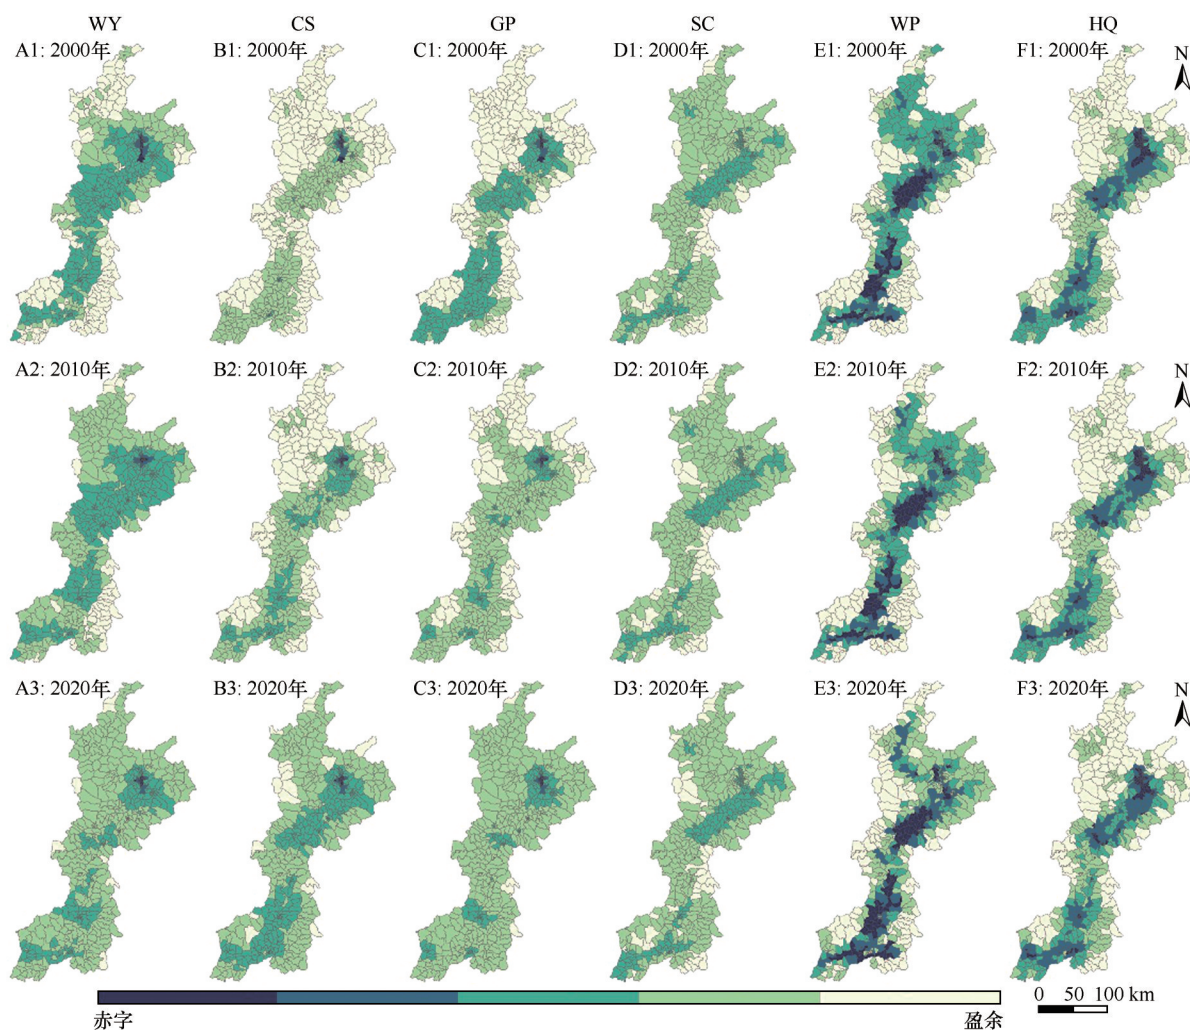 WY CS GP SC WP HQ
A1: 2000年 B1: 2000年 C1: 2000年 D1: 2000年 E1: 2000年 F1: 2000年 N
A2: 2010年 B2: 2010年 C2: 2010年 D2: 2010年 E2: 2010年 F2: 2010年 N
A3: 2020年 B3: 2020年 C3: 2020年 D3: 2020年 E3: 2020年 F3: 2020年 N
0 50 100 km
赤字 盈余